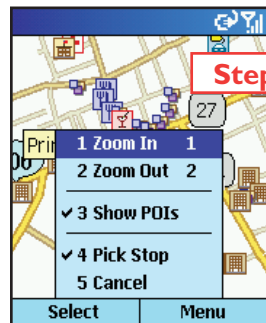 Step
27
Prin
1 Zoom In 1
2 Zoom Out 2
✔ 3 Show POIs
✔ 4 Pick Stop
5 Cancel
Select Menu